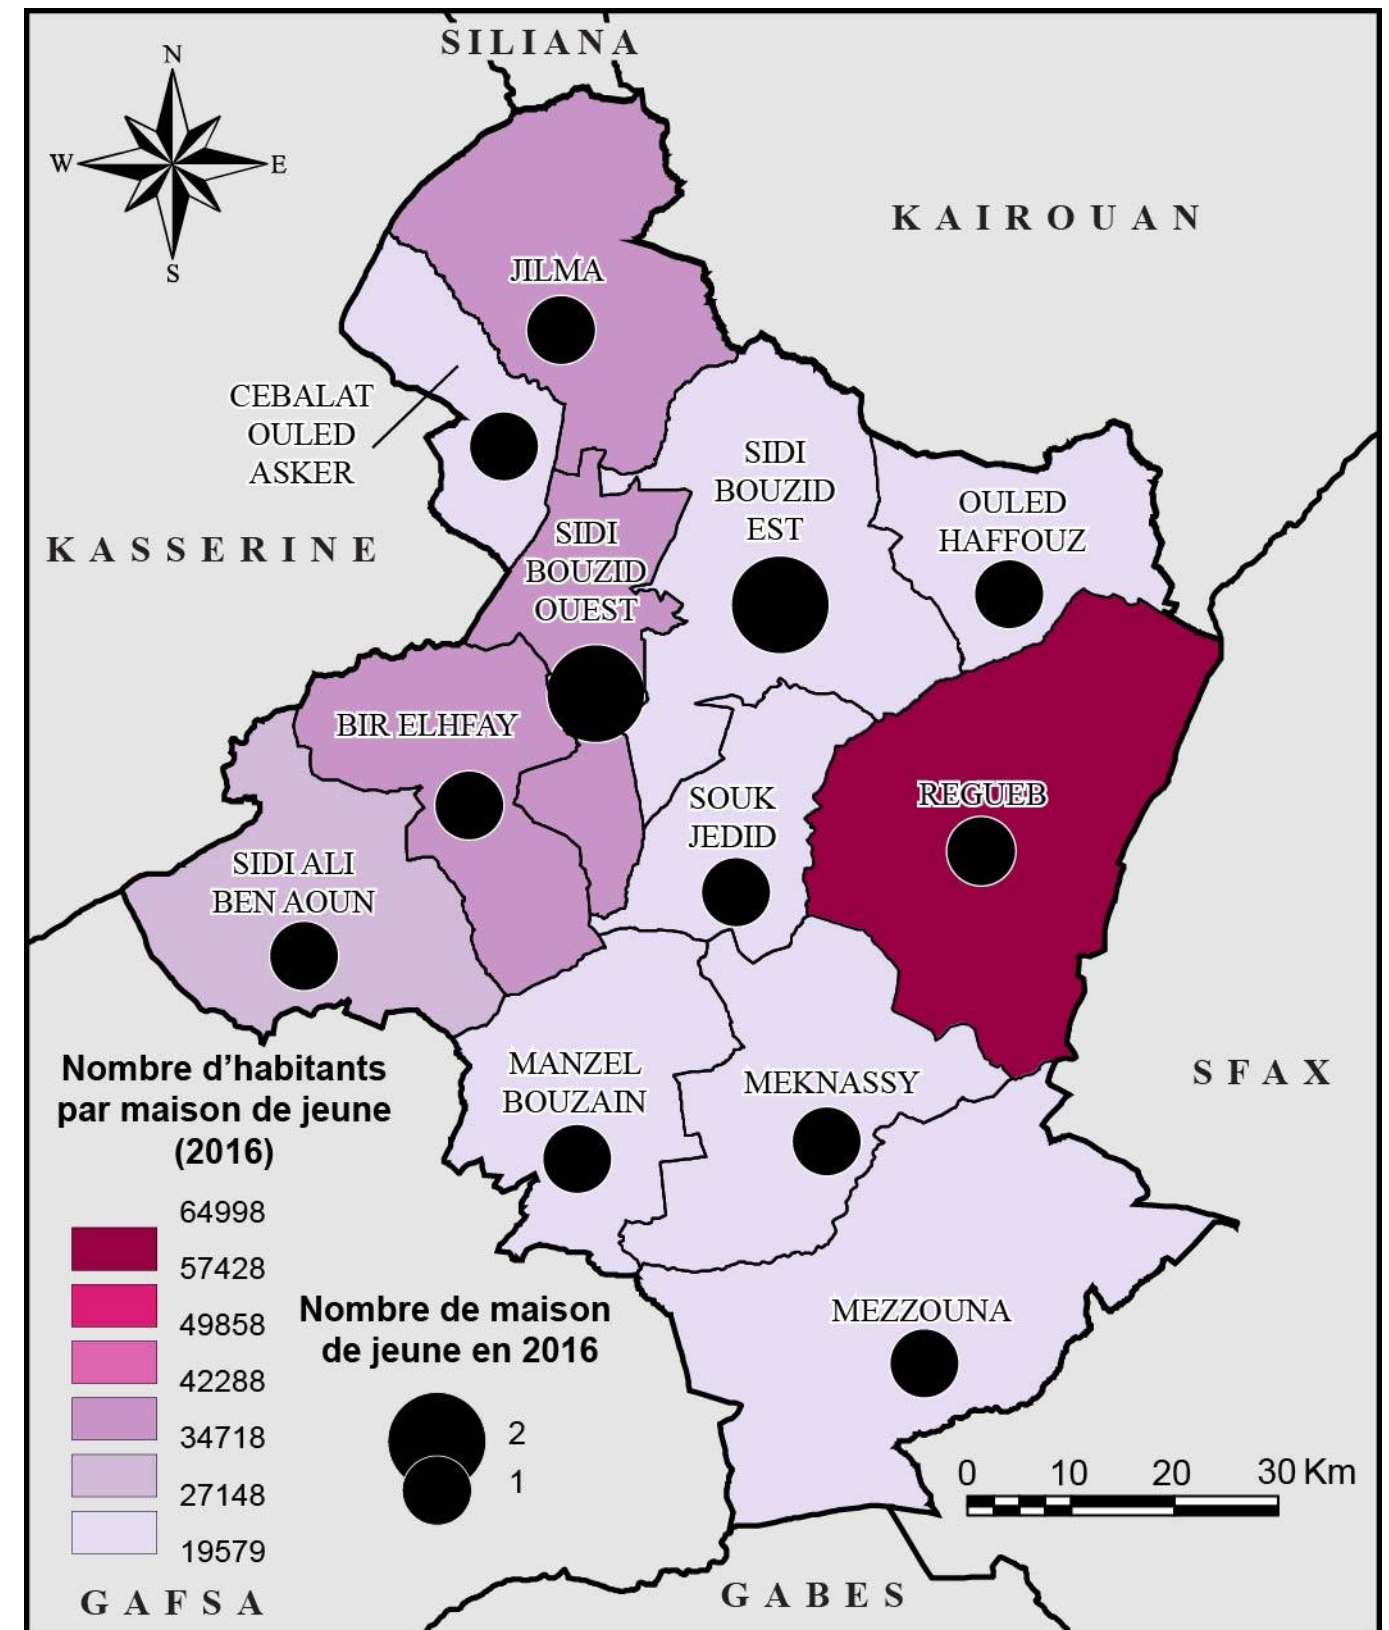 SILIANA
N
W
E
S
KAIROUAN
JILMA
CEBALAT
OULED
ASKER
SIDI
BOUZID
EST
OULED
HAFFOUZ
KASSERINE
SIDI
BOUZID
OUEST
BIR ELHFAY
SOUK
JEDID
REGUEB
SIDI ALI
BEN AOUN
MANZEL
BOUZAIN
MEKNASSY
SFAX
Nombre d'habitants
par maison de jeune
(2016)
64998
57428
49858
42288
34718
27148
19579
Nombre de maison
de jeune en 2016
2
1
MEZZOUNA
0 10 20 30 Km
GAFSA
GABES